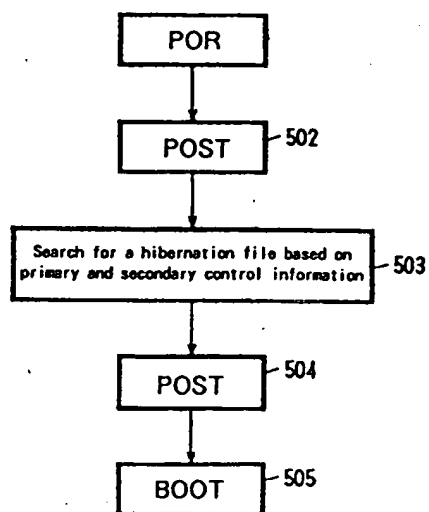 POR
POST
502
Search for a hibernation file based on
primary and secondary control information
503
POST
504
BOOT
505